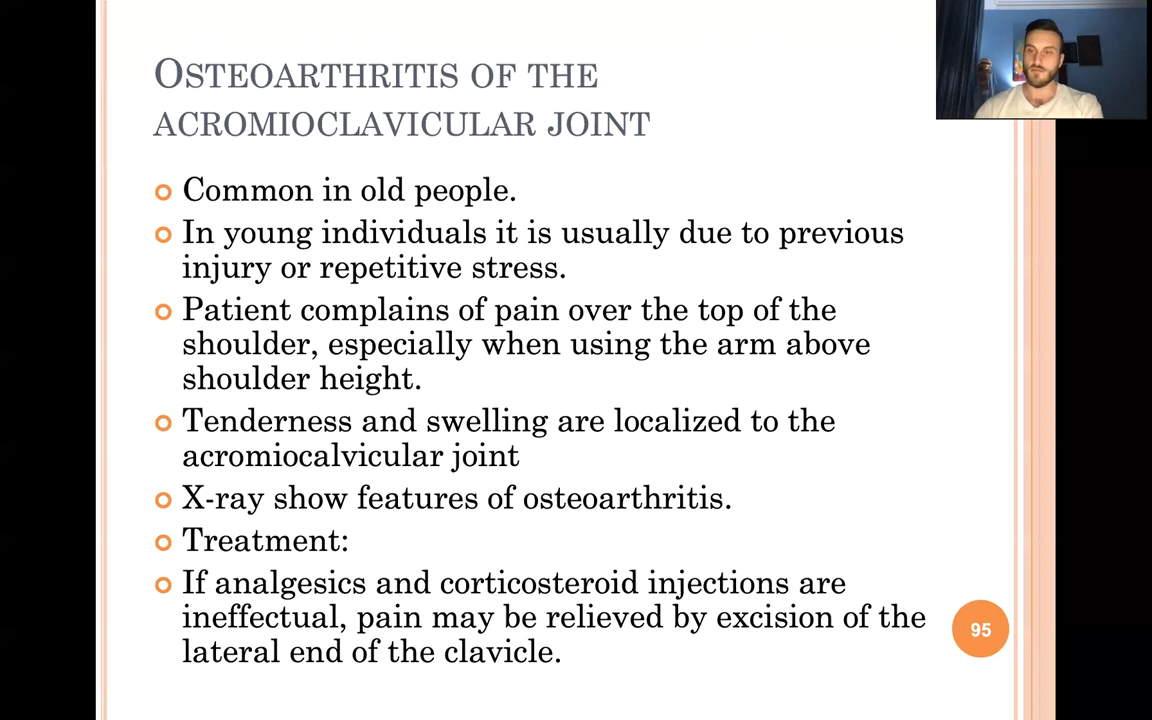 OSTEOARTHRITIS OF THE
ACROMIOCLAVICULAR JOINT
Common in old people.
In young individuals it is usually due to previous
injury or repetitive stress.
Patient complains of pain over the top of the
shoulder, especially when using the arm above
shoulder height.
Tenderness and swelling are localized to the
acromiocalvicular joint
X-ray show features of osteoarthritis.
Treatment:
If analgesics and corticosteroid injections are
ineffectual, pain may be relieved by excision of the
lateral end of the clavicle.
95